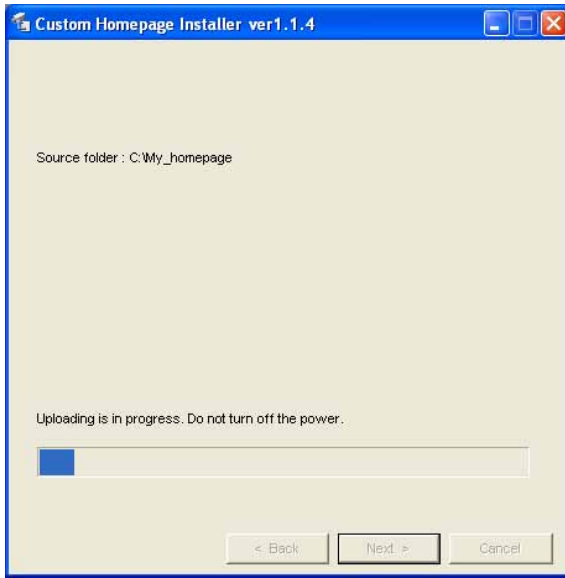 Custom Homepage Installer ver1.1.4
Source folder : C:\My_homepage
Uploading is in progress. Do not turn off the power.
< Back
Next >
Cancel